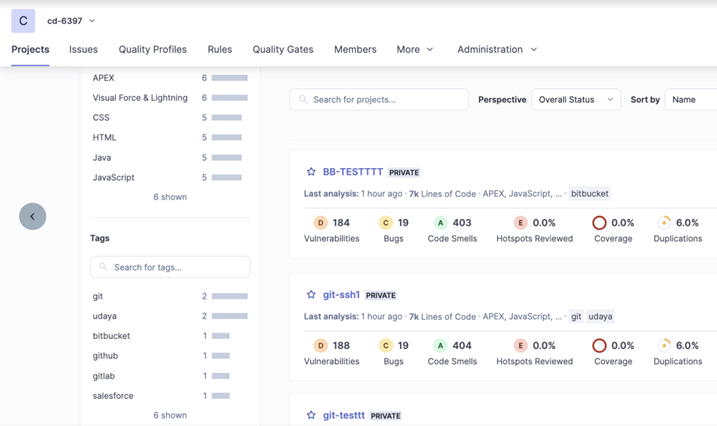 C cd-6397
Projects Issues Quality Profiles Rules Quality Gates Members More Administration
APEX 6
Visual Force & Lightning 6
CSS 5
HTML 5
Java 5
JavaScript 5
6 shown
Tags
Search for tags...
git 2
udaya 2
bitbucket 1
github 1
gitlab 1
salesforce 1
6 shown
Search for projects... Perspective Overall Status Sort by Name
BB-TESTTTT PRIVATE
Last analysis: 1 hour ago · 7k Lines of Code · APEX, JavaScript, ... · bitbucket
D 184 C 19 A 403 E 0.0% 0.0% 6.0%
Vulnerabilities Bugs Code Smells Hotspots Reviewed Coverage Duplications
git-ssh1 PRIVATE
Last analysis: 1 hour ago · 7k Lines of Code · APEX, JavaScript, ... · git udaya
D 188 C 19 A 404 E 0.0% 0.0% 6.0%
Vulnerabilities Bugs Code Smells Hotspots Reviewed Coverage Duplications
git-testtt PRIVATE